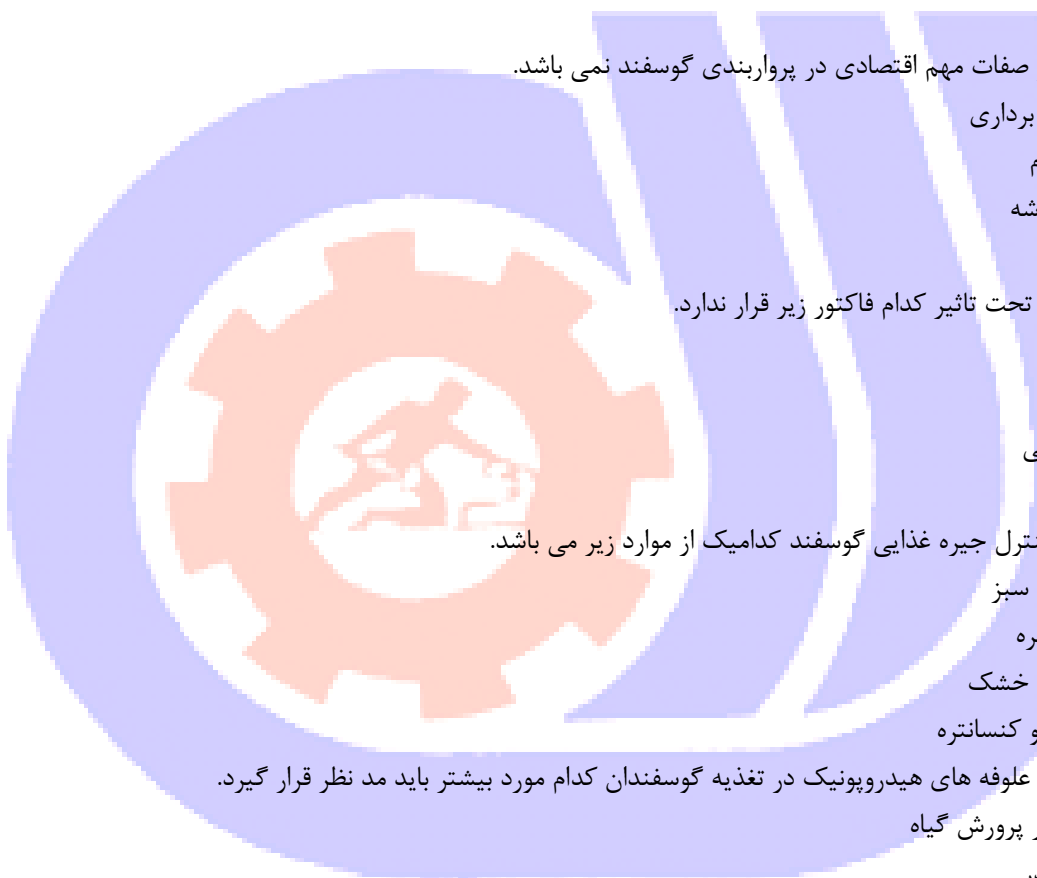 صفات مهم اقتصادی در پرواربندی گوسفند نمی باشد.
برداری
م
شه
تحت تاثیر کدام فاکتور زیر قرار ندارد.
ی
نترل جیره غذایی گوسفند کدامیک از موارد زیر می باشد.
سبز
ره
خشک
و کنسانتره
علوفه های هیدروپونیک در تغذیه گوسفندان کدام مورد بیشتر باید مد نظر قرار گیرد.
ر پرورش گیاه